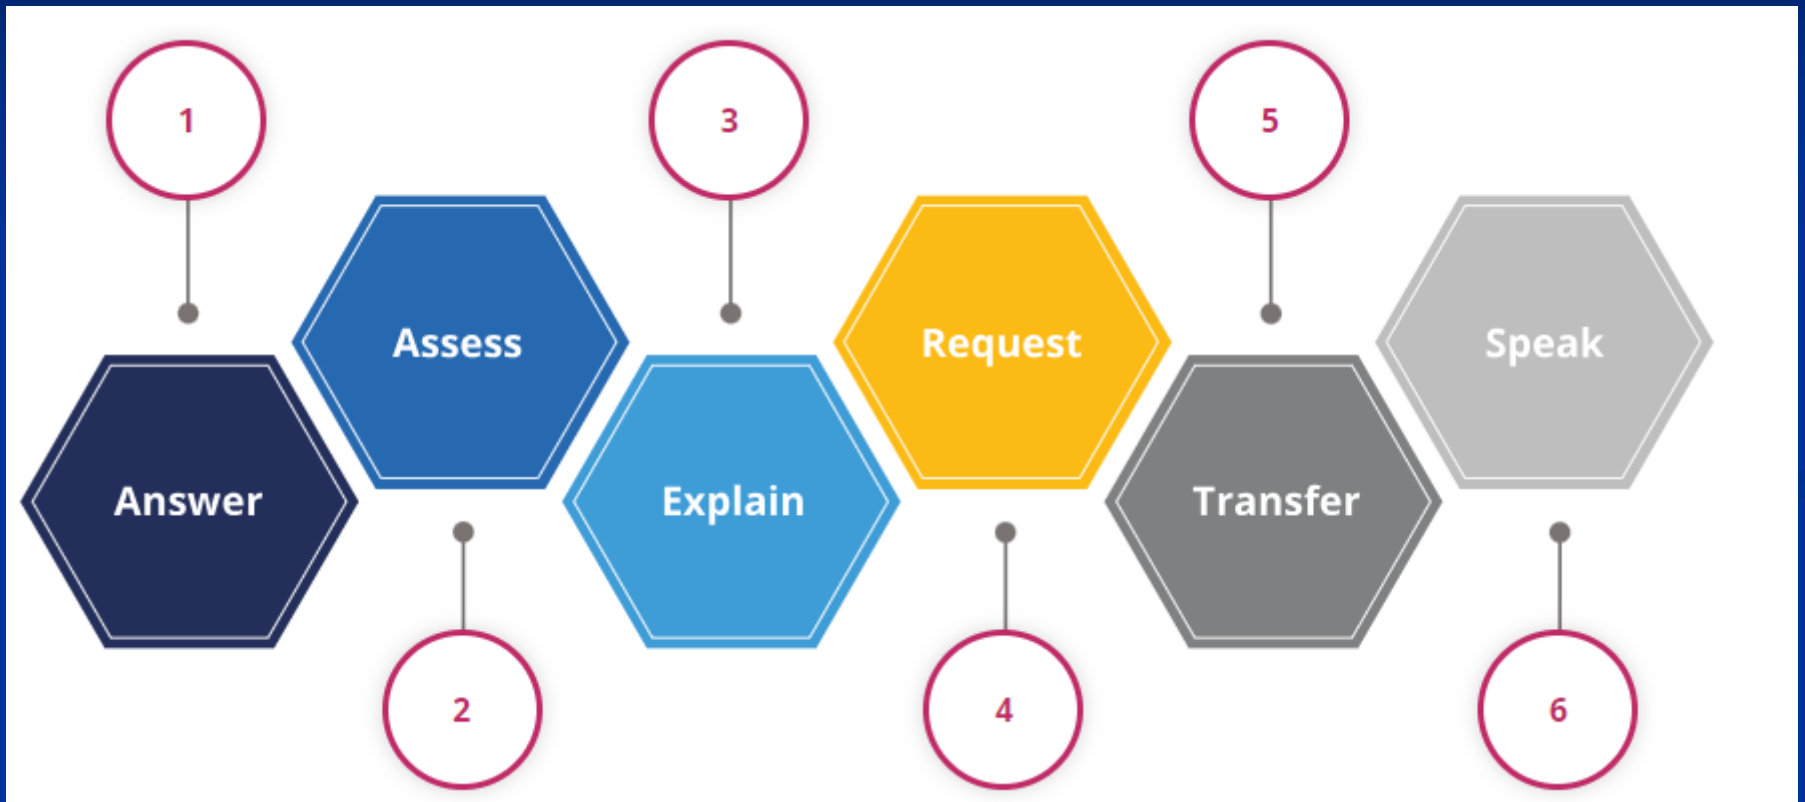 1
3
5
Assess
Request
Speak
Answer
Explain
Transfer
2
4
6